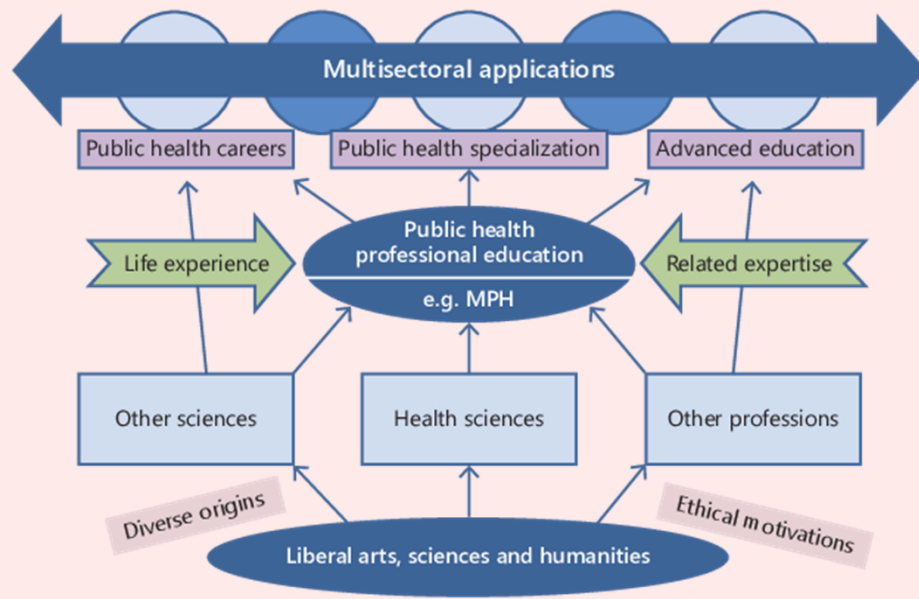 Multisectoral applications
Public health careers
Public health specialization
Advanced education
Public health
professional education
Life experience
Related expertise
e.g. MPH
Other sciences
Health sciences
Other professions
Diverse origins
Ethical motivations
Liberal arts, sciences and humanities